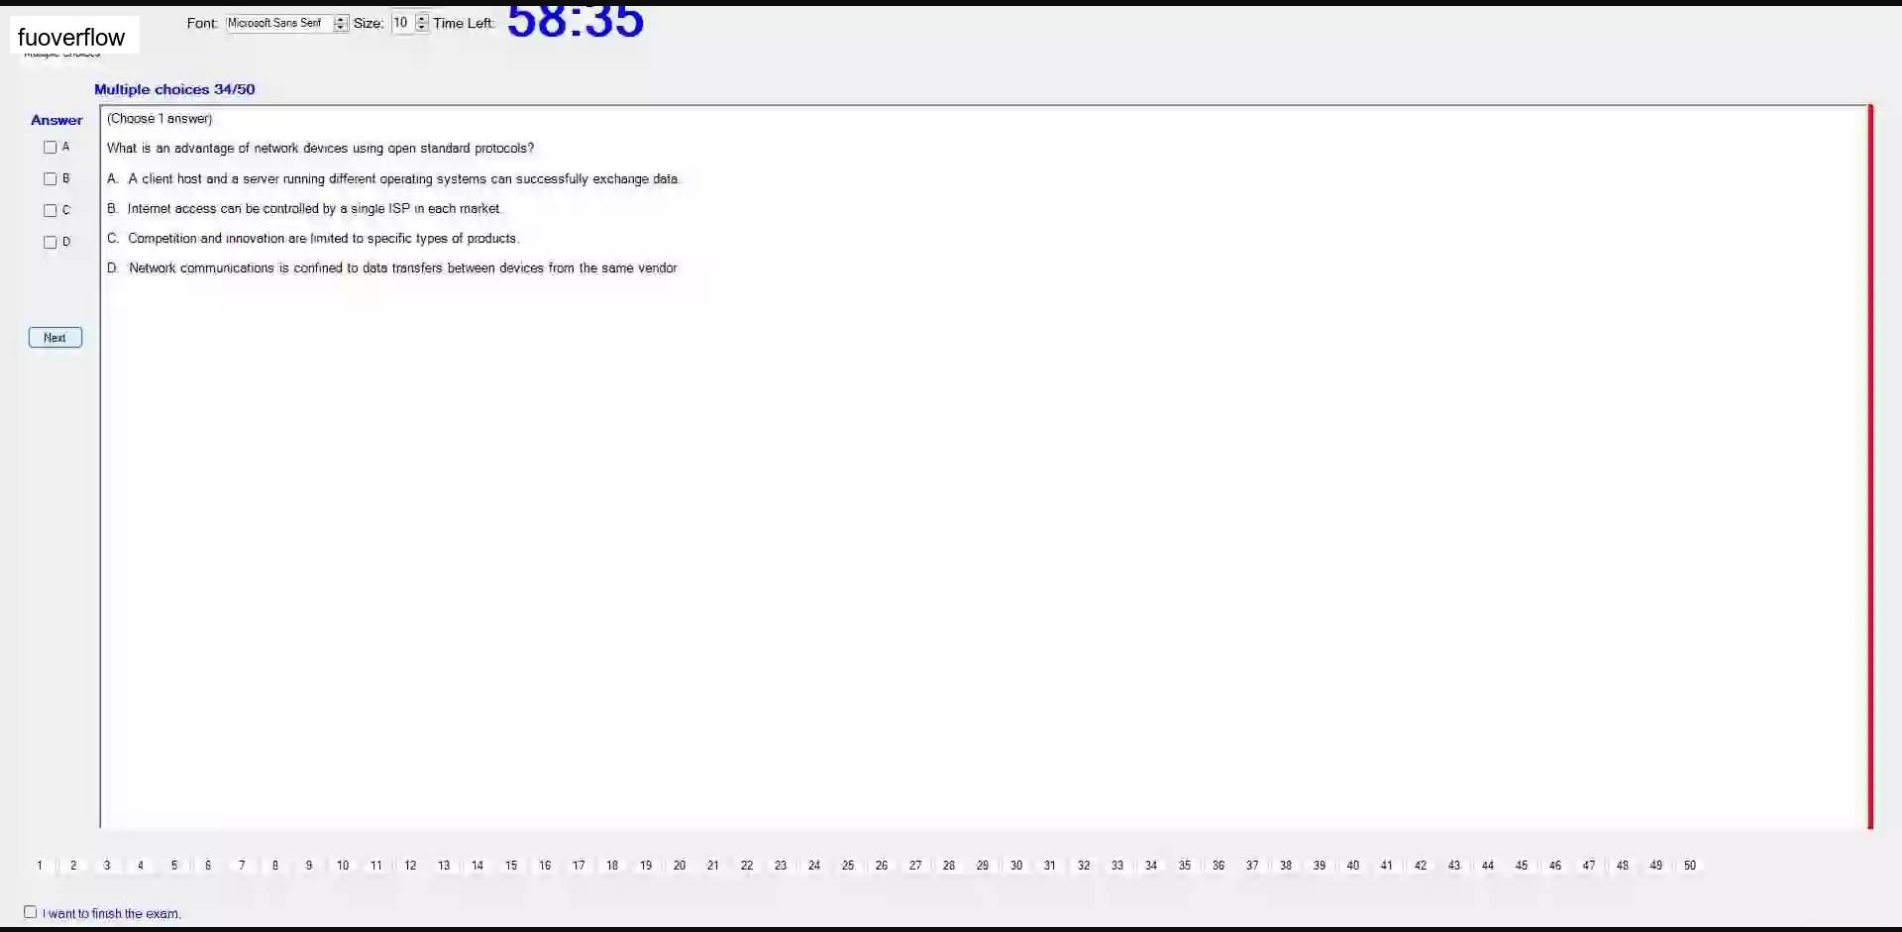 fuoverflow
Font: Microsoft Sans Serif Size: 10 Time Left: 58:35
Multiple choices
Multiple choices 34/50
Answer
(Choose 1 answer)
A
What is an advantage of network devices using open standard protocols?
B
A. A client host and a server running different operating systems can successfully exchange data.
C
B. Internet access can be controlled by a single ISP in each market.
D
C. Competition and innovation are limited to specific types of products.
D. Network communications is confined to data transfers between devices from the same vendor
Next
1 2 3 4 5 6 7 8 9 10 11 12 13 14 15 16 17 18 19 20 21 22 23 24 25 26 27 28 29 30 31 32 33 34 35 36 37 38 39 40 41 42 43 44 45 46 47 48 49 50
I want to finish the exam.